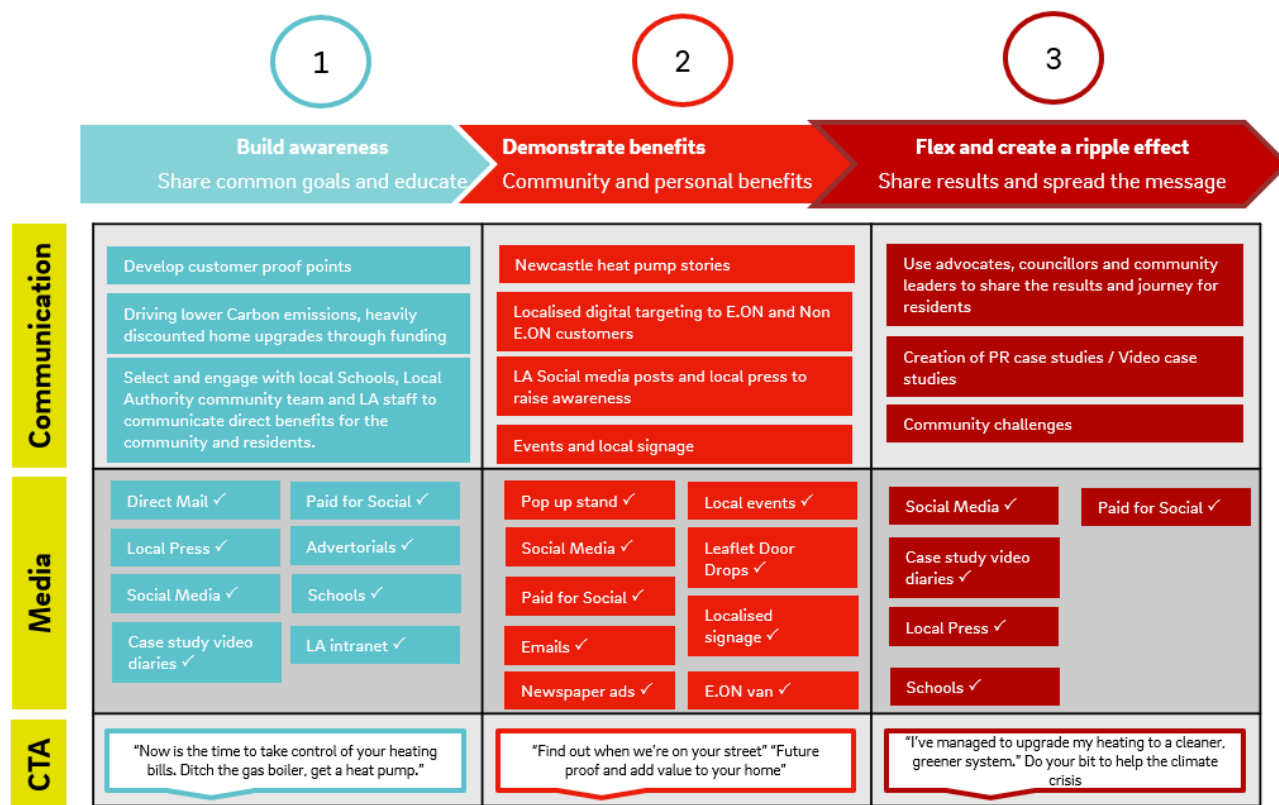 1
2
3
Build awareness
Share common goals and educate
Demonstrate benefits
Community and personal benefits
Flex and create a ripple effect
Share results and spread the message
Communication
Develop customer proof points
Driving lower Carbon emissions, heavily
discounted home upgrades through funding
Select and engage with local Schools, Local
Authority community team and LA staff to
communicate direct benefits for the
community and residents.
Newcastle heat pump stories
Localised digital targeting to E.ON and Non
E.ON customers
LA Social media posts and local press to
raise awareness
Events and local signage
Use advocates, councillors and community
leaders to share the results and journey for
residents
Creation of PR case studies / Video case
studies
Community challenges
Media
Direct Mail ✓
Paid for Social ✓
Local Press ✓
Advertorials ✓
Social Media ✓
Schools ✓
Case study video
diaries ✓
LA intranet ✓
Pop up stand ✓
Local events ✓
Social Media ✓
Leaflet Door
Drops ✓
Paid for Social ✓
Localised
signage ✓
Emails ✓
Newspaper ads ✓
E.ON van ✓
Social Media ✓
Paid for Social ✓
Case study video
diaries ✓
Local Press ✓
Schools ✓
CTA
“Now is the time to take control of your heating
bills. Ditch the gas boiler, get a heat pump.”
“Find out when we’re on your street” “Future
proof and add value to your home”
“I’ve managed to upgrade my heating to a cleaner,
greener system.” Do your bit to help the climate
crisis